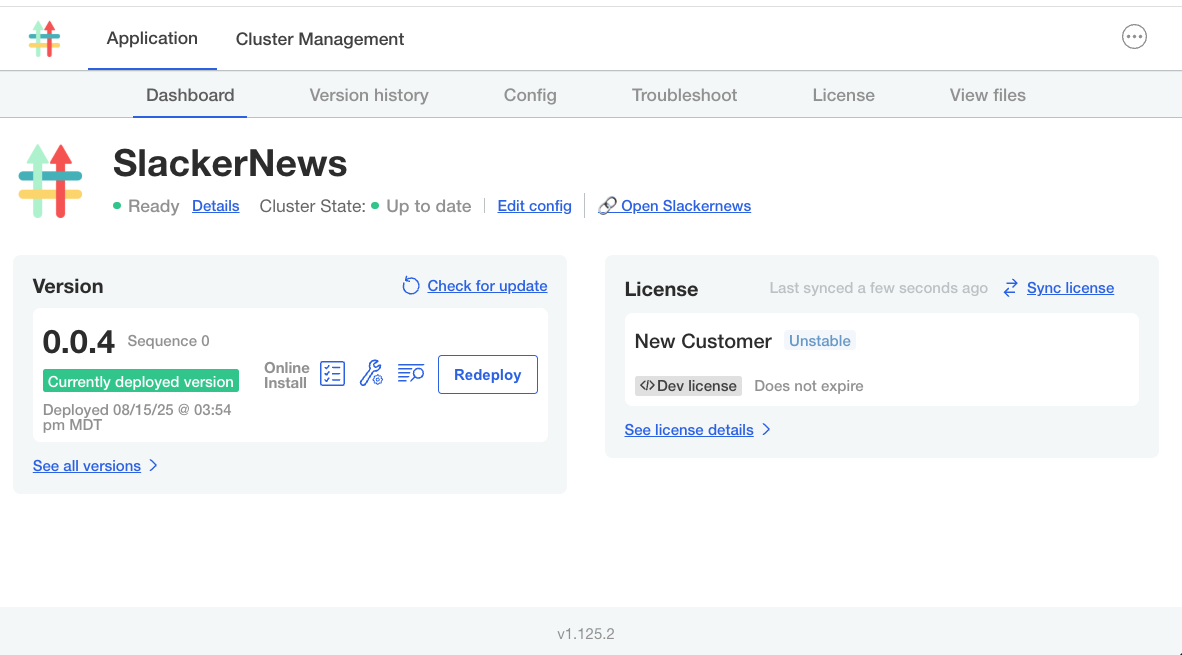 Application Cluster Management
Dashboard Version history Config Troubleshoot License View files
SlackerNews
Ready Details Cluster State: Up to date Edit config Open Slackernews
Version Check for update
0.0.4 Sequence 0
Currently deployed version
Deployed 08/15/25 @ 03:54
pm MDT
Online
Install
Redeploy
See all versions
License Last synced a few seconds ago Sync license
New Customer Unstable
Dev license Does not expire
See license details
v1.125.2